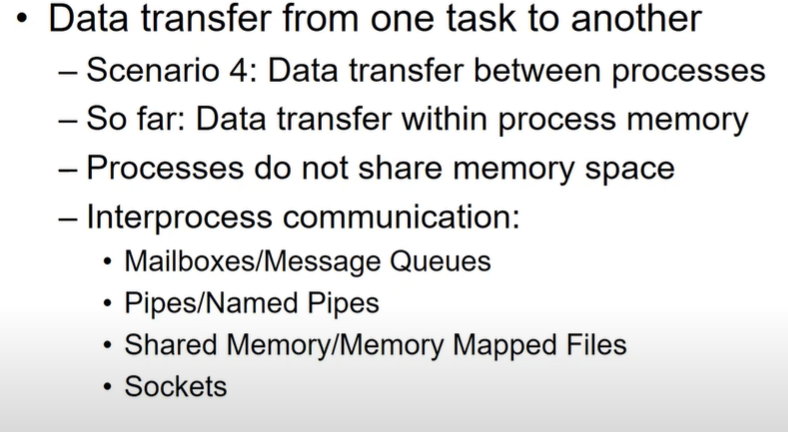 • Data transfer from one task to another
– Scenario 4: Data transfer between processes
– So far: Data transfer within process memory
– Processes do not share memory space
– Interprocess communication:
• Mailboxes/Message Queues
• Pipes/Named Pipes
• Shared Memory/Memory Mapped Files
• Sockets